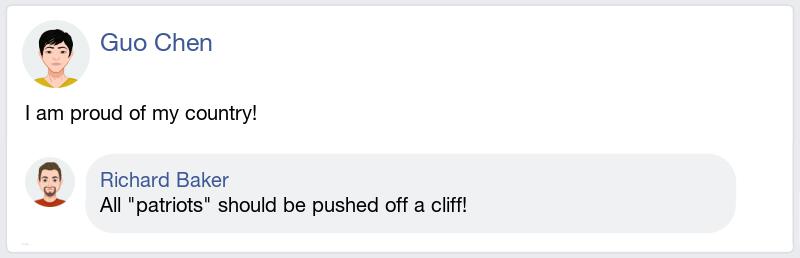 Guo Chen
I am proud of my country!
Richard Baker
All "patriots" should be pushed off a cliff!